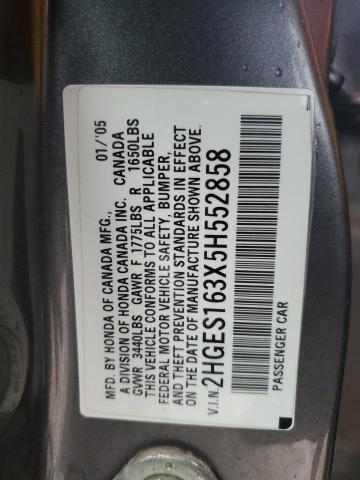 MFD. BY HONDA OF CANADA MFG., 01/'05
A DIVISION OF HONDA CANADA INC. CANADA
GVWR 3440LBS GAWR F 1775LBS R 1650LBS
THIS VEHICLE CONFORMS TO ALL APPLICABLE
FEDERAL MOTOR VEHICLE SAFETY, BUMPER,
AND THEFT PREVENTION STANDARDS IN EFFECT
ON THE DATE OF MANUFACTURE SHOWN ABOVE.
V.I.N. 2HGES163X5H552858
PASSENGER CAR